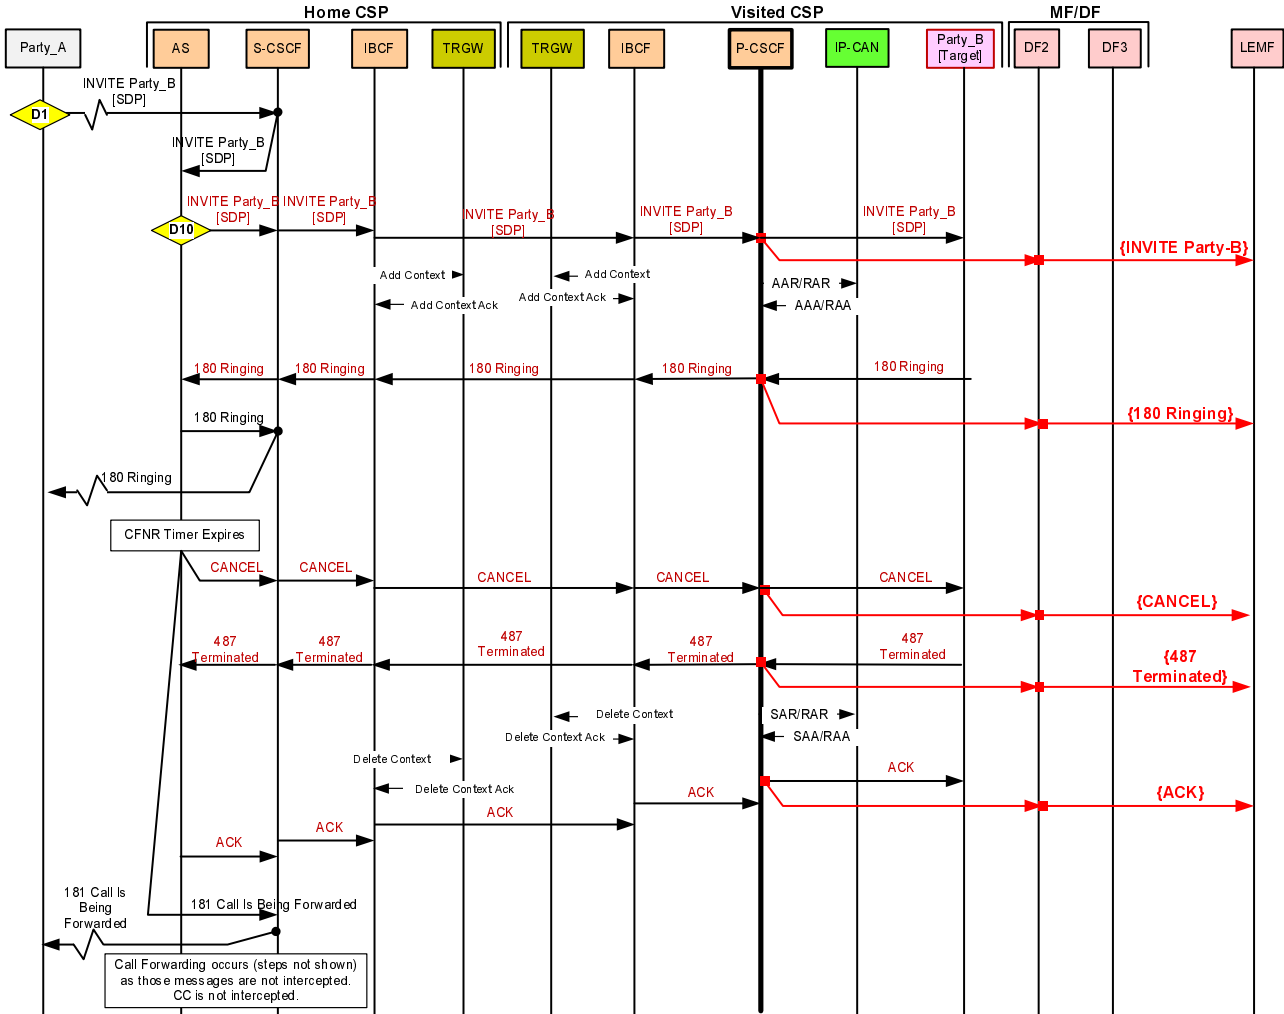 Home CSP
Visited CSP
MF/DF
Party_A
AS
S-CSCF
IBCF
TRGW
TRGW
IBCF
P-CSCF
IP-CAN
Party_B
[Target]
DF2
DF3
LEMF
INVITE Party_B
[SDP]
D1
INVITE Party_B
[SDP]
INVITE Party_B
[SDP]
INVITE Party_B
[SDP]
NVITE Party_B
[SDP]
INVITE Party_B
[SDP]
INVITE Party_B
[SDP]
D10
{INVITE Party-B}
Add Context
Add Context
AAR/RAR
Add Context Ack
Add Context Ack
AAA/RAA
180 Ringing
180 Ringing
180 Ringing
180 Ringing
180 Ringing
180 Ringing
{180 Ringing}
180 Ringing
CFNR Timer Expires
CANCEL
CANCEL
CANCEL
CANCEL
CANCEL
{CANCEL}
487
Terminated
487
Terminated
487
Terminated
487
Terminated
487
Terminated
{487
Terminated}
Delete Context
SAR/RAR
Delete Context Ack
SAA/RAA
Delete Context
Delete Context Ack
ACK
ACK
{ACK}
ACK
ACK
ACK
181 Call Is
Being
Forwarded
181 Call Is Being Forwarded
Call Forwarding occurs (steps not shown)
as those messages are not intercepted.
CC is not intercepted.